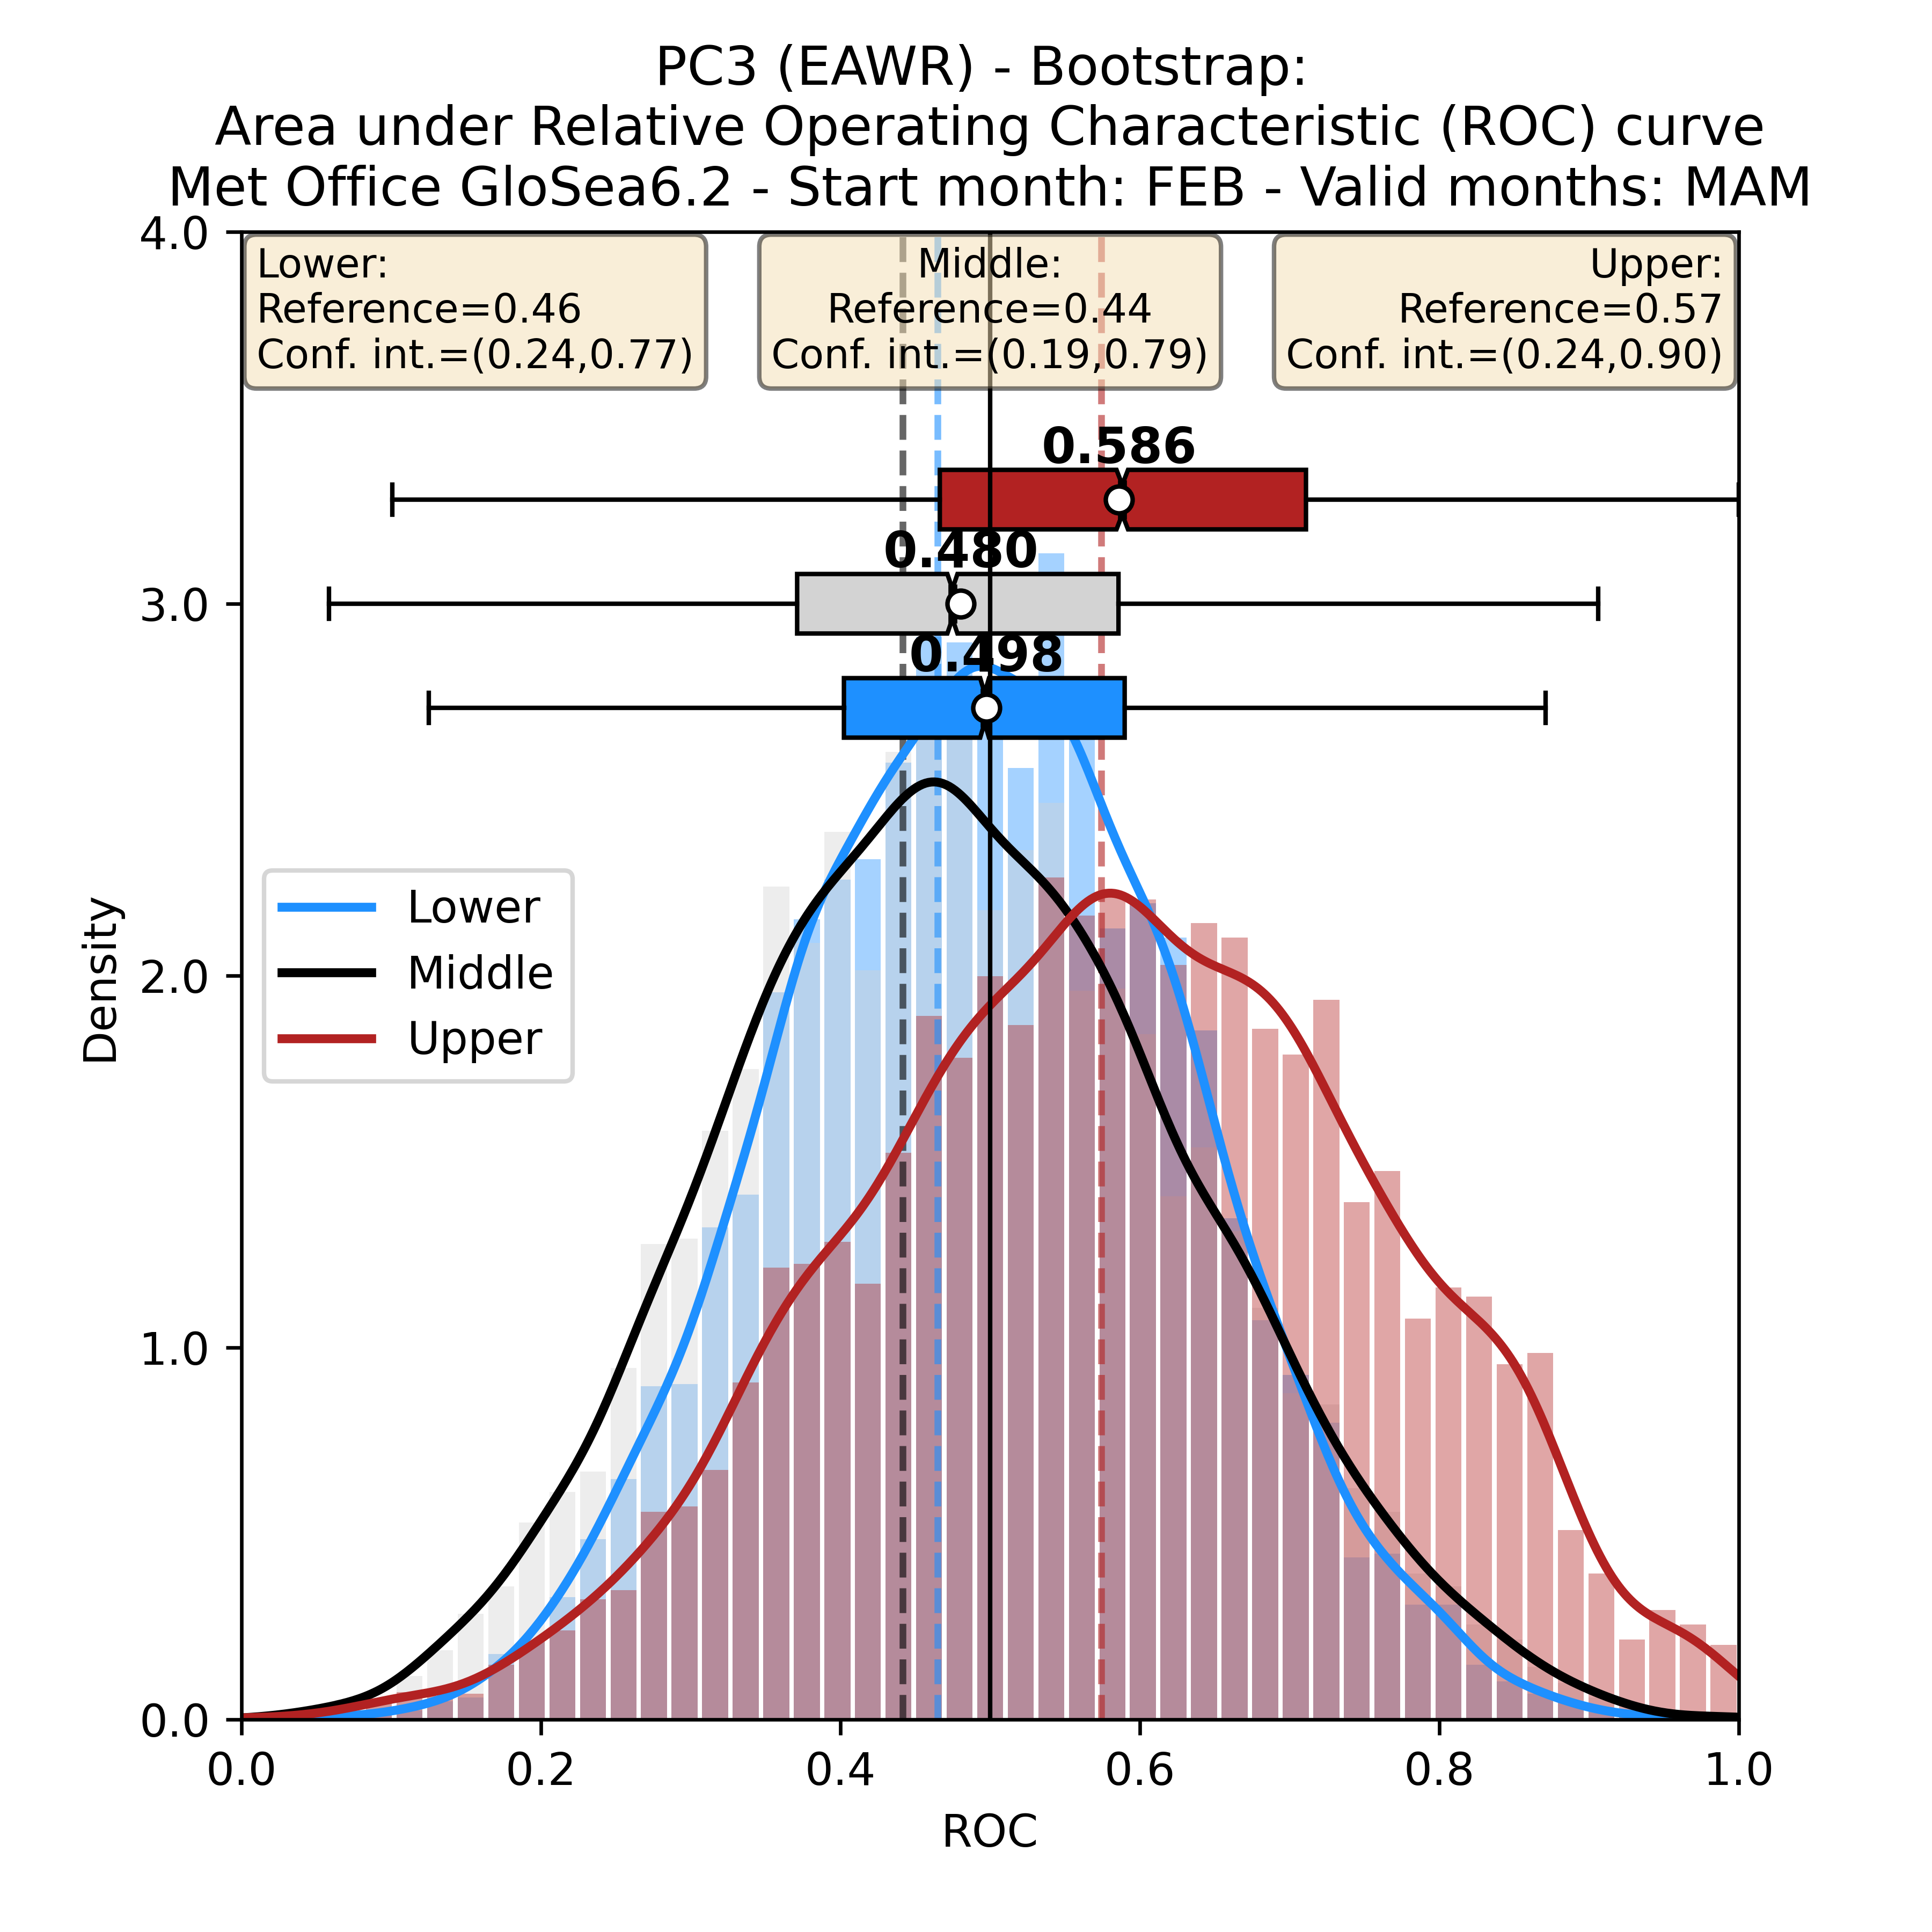 PC3 (EAWR) - Bootstrap:
Area under Relative Operating Characteristic (ROC) curve
Met Office GloSea6.2 - Start month: FEB - Valid months: MAM
Lower:
Reference=0.46
Conf. int.=(0.24,0.77)
Middle:
Reference=0.44
Conf. int.=(0.19,0.79)
Upper:
Reference=0.57
Conf. int.=(0.24,0.90)
0.586
0.480
0.498
Lower
Middle
Upper
Density
4.0
3.0
2.0
1.0
0.0
0.0 0.2 0.4 0.6 0.8 1.0
ROC